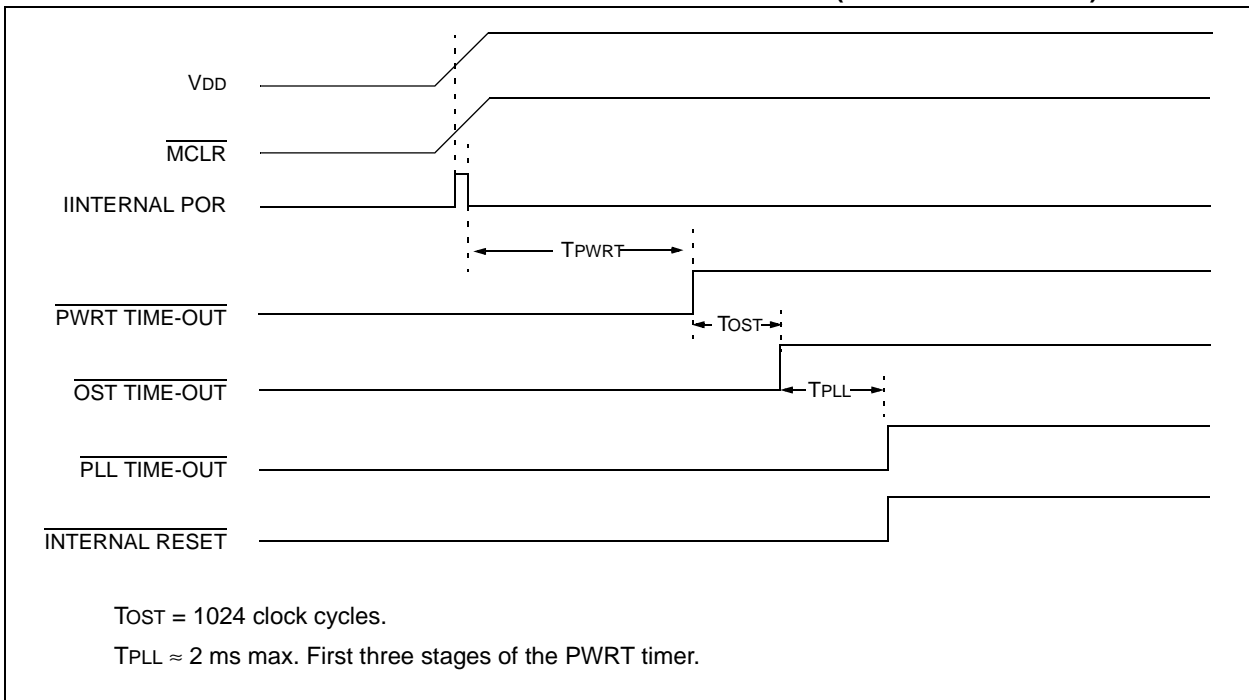 VDD
MCLR
IINTERNAL POR
TPWRT
PWRT TIME-OUT
TOST
OST TIME-OUT
TPLL
PLL TIME-OUT
INTERNAL RESET
TOST = 1024 clock cycles.
TPLL ≈ 2 ms max. First three stages of the PWRT timer.